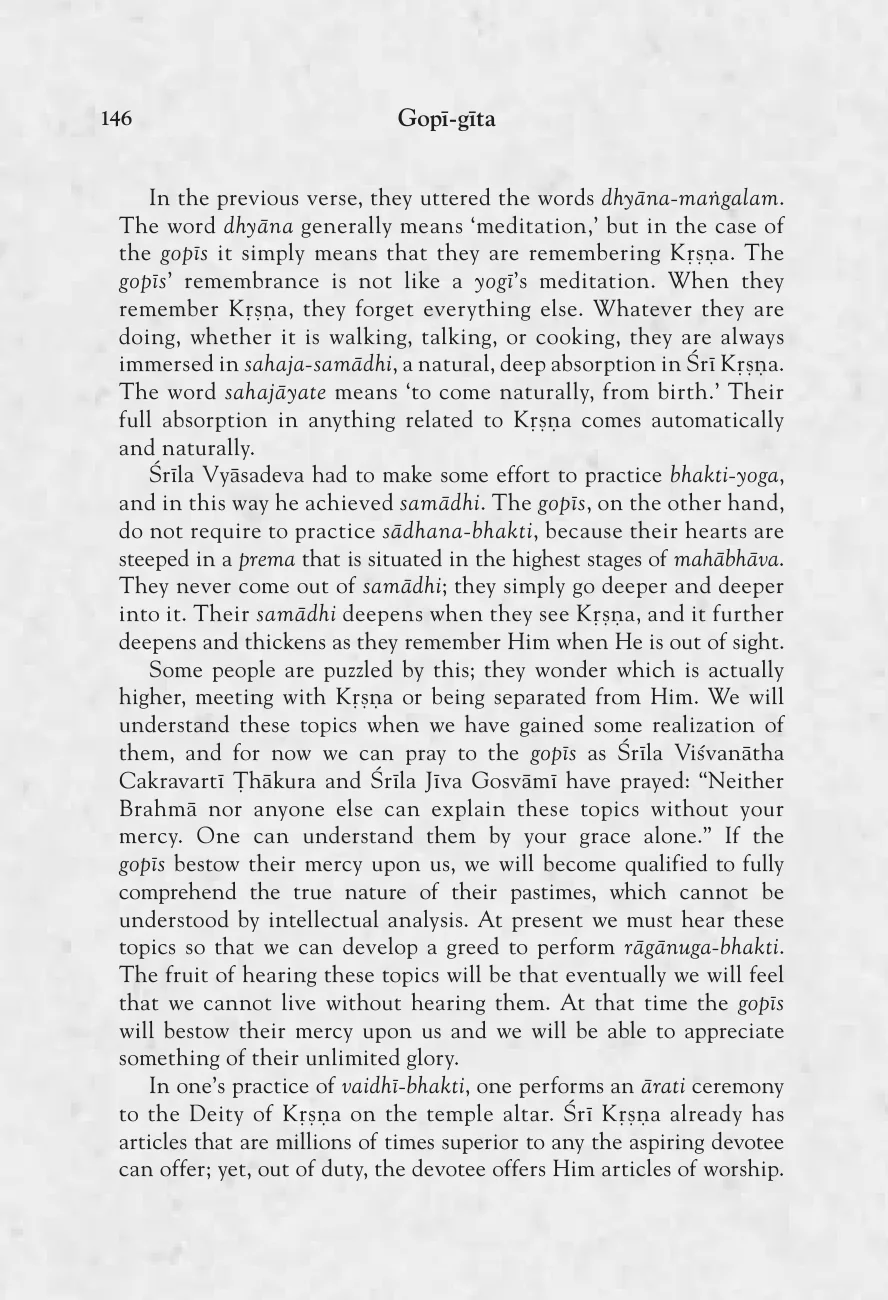 146
Gopī-gīta
In the previous verse, they uttered the words dhyāna-maṅgalam.
The word dhyāna generally means ‘meditation,’ but in the case of
the gopīs it simply means that they are remembering Kṛṣṇa. The
gopīs’ remembrance is not like a yogī’s meditation. When they
remember Kṛṣṇa, they forget everything else. Whatever they are
doing, whether it is walking, talking, or cooking, they are always
immersed in sahaja-samādhi, a natural, deep absorption in Śrī Kṛṣṇa.
The word sahajāyate means ‘to come naturally, from birth.’ Their
full absorption in anything related to Kṛṣṇa comes automatically
and naturally.
Śrīla Vyāsadeva had to make some effort to practice bhakti-yoga,
and in this way he achieved samādhi. The gopīs, on the other hand,
do not require to practice sādhana-bhakti, because their hearts are
steeped in a prema that is situated in the highest stages of mahābhāva.
They never come out of samādhi; they simply go deeper and deeper
into it. Their samādhi deepens when they see Kṛṣṇa, and it further
deepens and thickens as they remember Him when He is out of sight.
Some people are puzzled by this; they wonder which is actually
higher, meeting with Kṛṣṇa or being separated from Him. We will
understand these topics when we have gained some realization of
them, and for now we can pray to the gopīs as Śrīla Viśvanātha
Cakravartī Ṭhākura and Śrīla Jīva Gosvāmī have prayed: “Neither
Brahmā nor anyone else can explain these topics without your
mercy. One can understand them by your grace alone.” If the
gopīs bestow their mercy upon us, we will become qualified to fully
comprehend the true nature of their pastimes, which cannot be
understood by intellectual analysis. At present we must hear these
topics so that we can develop a greed to perform rāgānuga-bhakti.
The fruit of hearing these topics will be that eventually we will feel
that we cannot live without hearing them. At that time the gopīs
will bestow their mercy upon us and we will be able to appreciate
something of their unlimited glory.
In one’s practice of vaidhī-bhakti, one performs an ārati ceremony
to the Deity of Kṛṣṇa on the temple altar. Śrī Kṛṣṇa already has
articles that are millions of times superior to any the aspiring devotee
can offer; yet, out of duty, the devotee offers Him articles of worship.